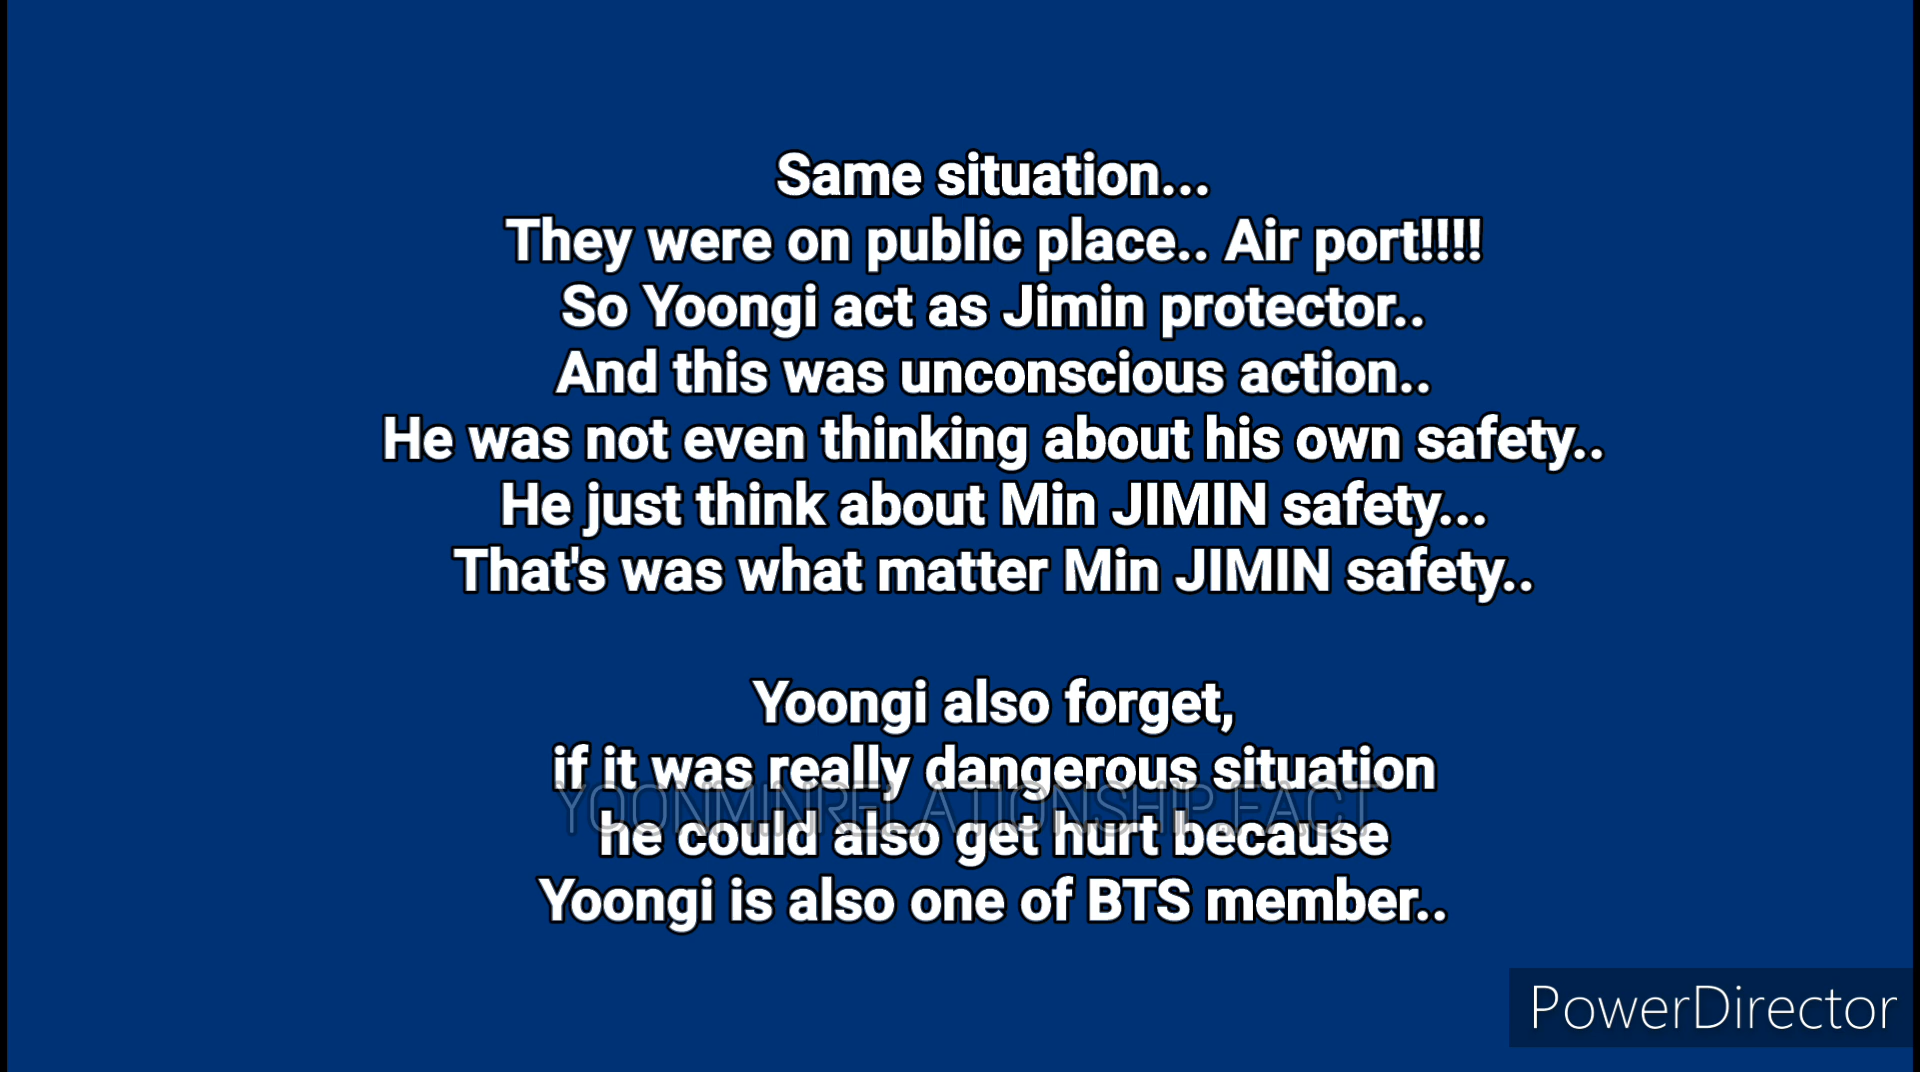 Same situation...
They were on public place.. Air port!!!!
So Yoongi act as Jimin protector..
And this was unconscious action..
He was not even thinking about his own safety..
He just think about Min JIMIN safety...
That's was what matter Min JIMIN safety..
Yoongi also forget,
if it was really dangerous situation
YOONMINRELATIONSHIP.FACT
he could also get hurt because
Yoongi is also one of BTS member..
PowerDirector